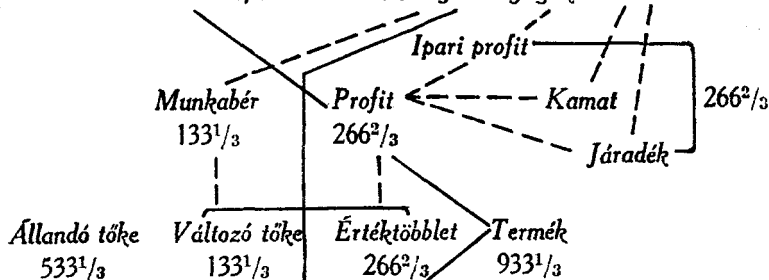 Ipari profit
Munkabér Profit Kamat 266²/₃
133¹/₃ 266²/₃
Járadék
Állandó tőke Változó tőke Értéktöbblet Termék
533¹/₃ 133¹/₃ 266²/₃ 933¹/₃